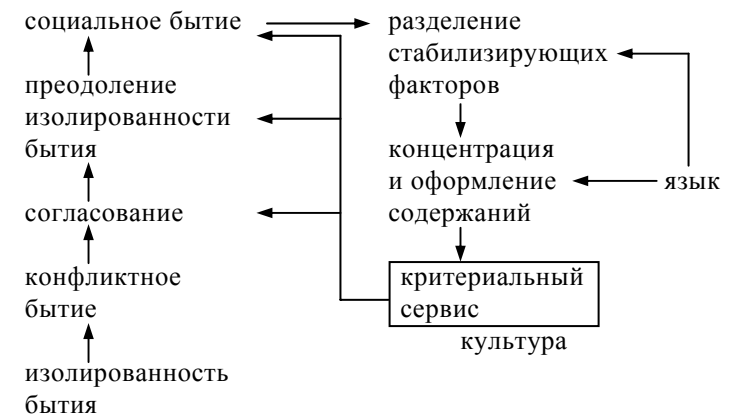 социальное бытие
преодоление
изолированности
бытия
согласование
конфликтное
бытие
изолированность
бытия
разделение
стабилизирующих
факторов
концентрация
и оформление
содержаний
язык
критериальный
сервис
культура